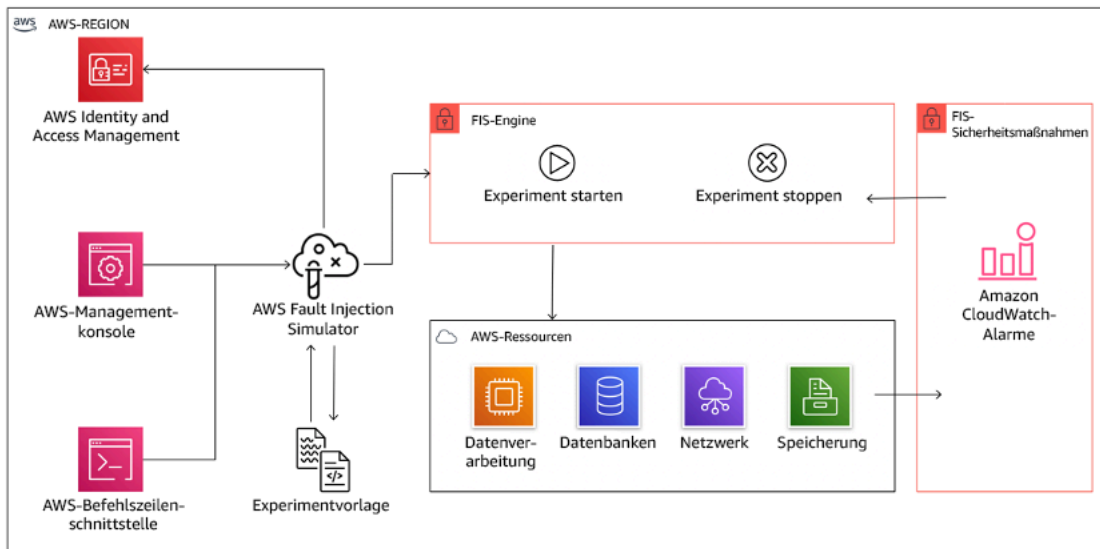 aws
AWS-REGION
AWS Identity and
Access Management
AWS-Management-
konsole
AWS-Befehlszeilen-
schnittstelle
AWS Fault Injection
Simulator
Experimentvorlage
FIS-Engine
Experiment starten
Experiment stoppen
AWS-Ressourcen
Datenver-
arbeitung
Datenbanken
Netzwerk
Speicherung
FIS-
Sicherheitsmaßnahmen
Amazon
CloudWatch-
Alarme